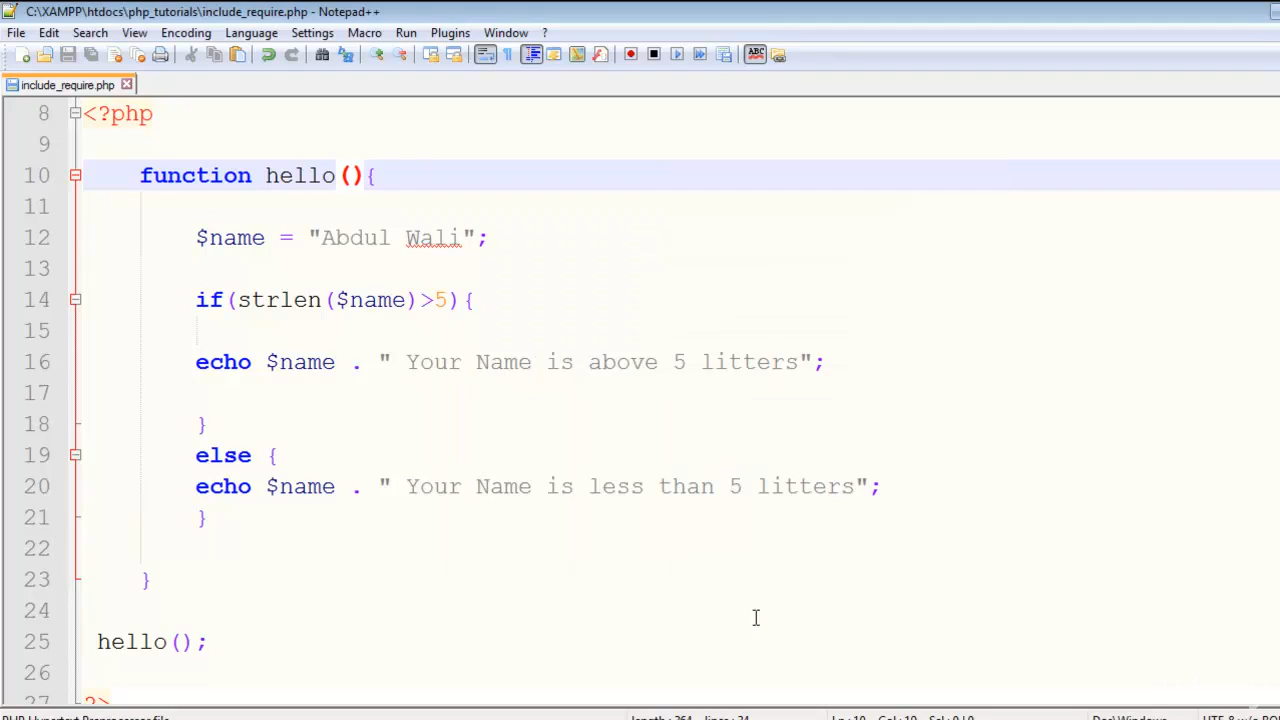 C:\XAMPP\htdocs\php_tutorials\include_require.php - Notepad++
File Edit Search View Encoding Language Settings Macro Run Plugins Window ?
ABC
include_require.php
8 <?php
9
10 function hello(){
11
12 $name = "Abdul Wali";
13
14 if(strlen($name)>5){
15
16 echo $name . " Your Name is above 5 litters";
17
18 }
19 else {
20 echo $name . " Your Name is less than 5 litters";
21 }
22
23 }
24
25 hello();
26
27 ?>